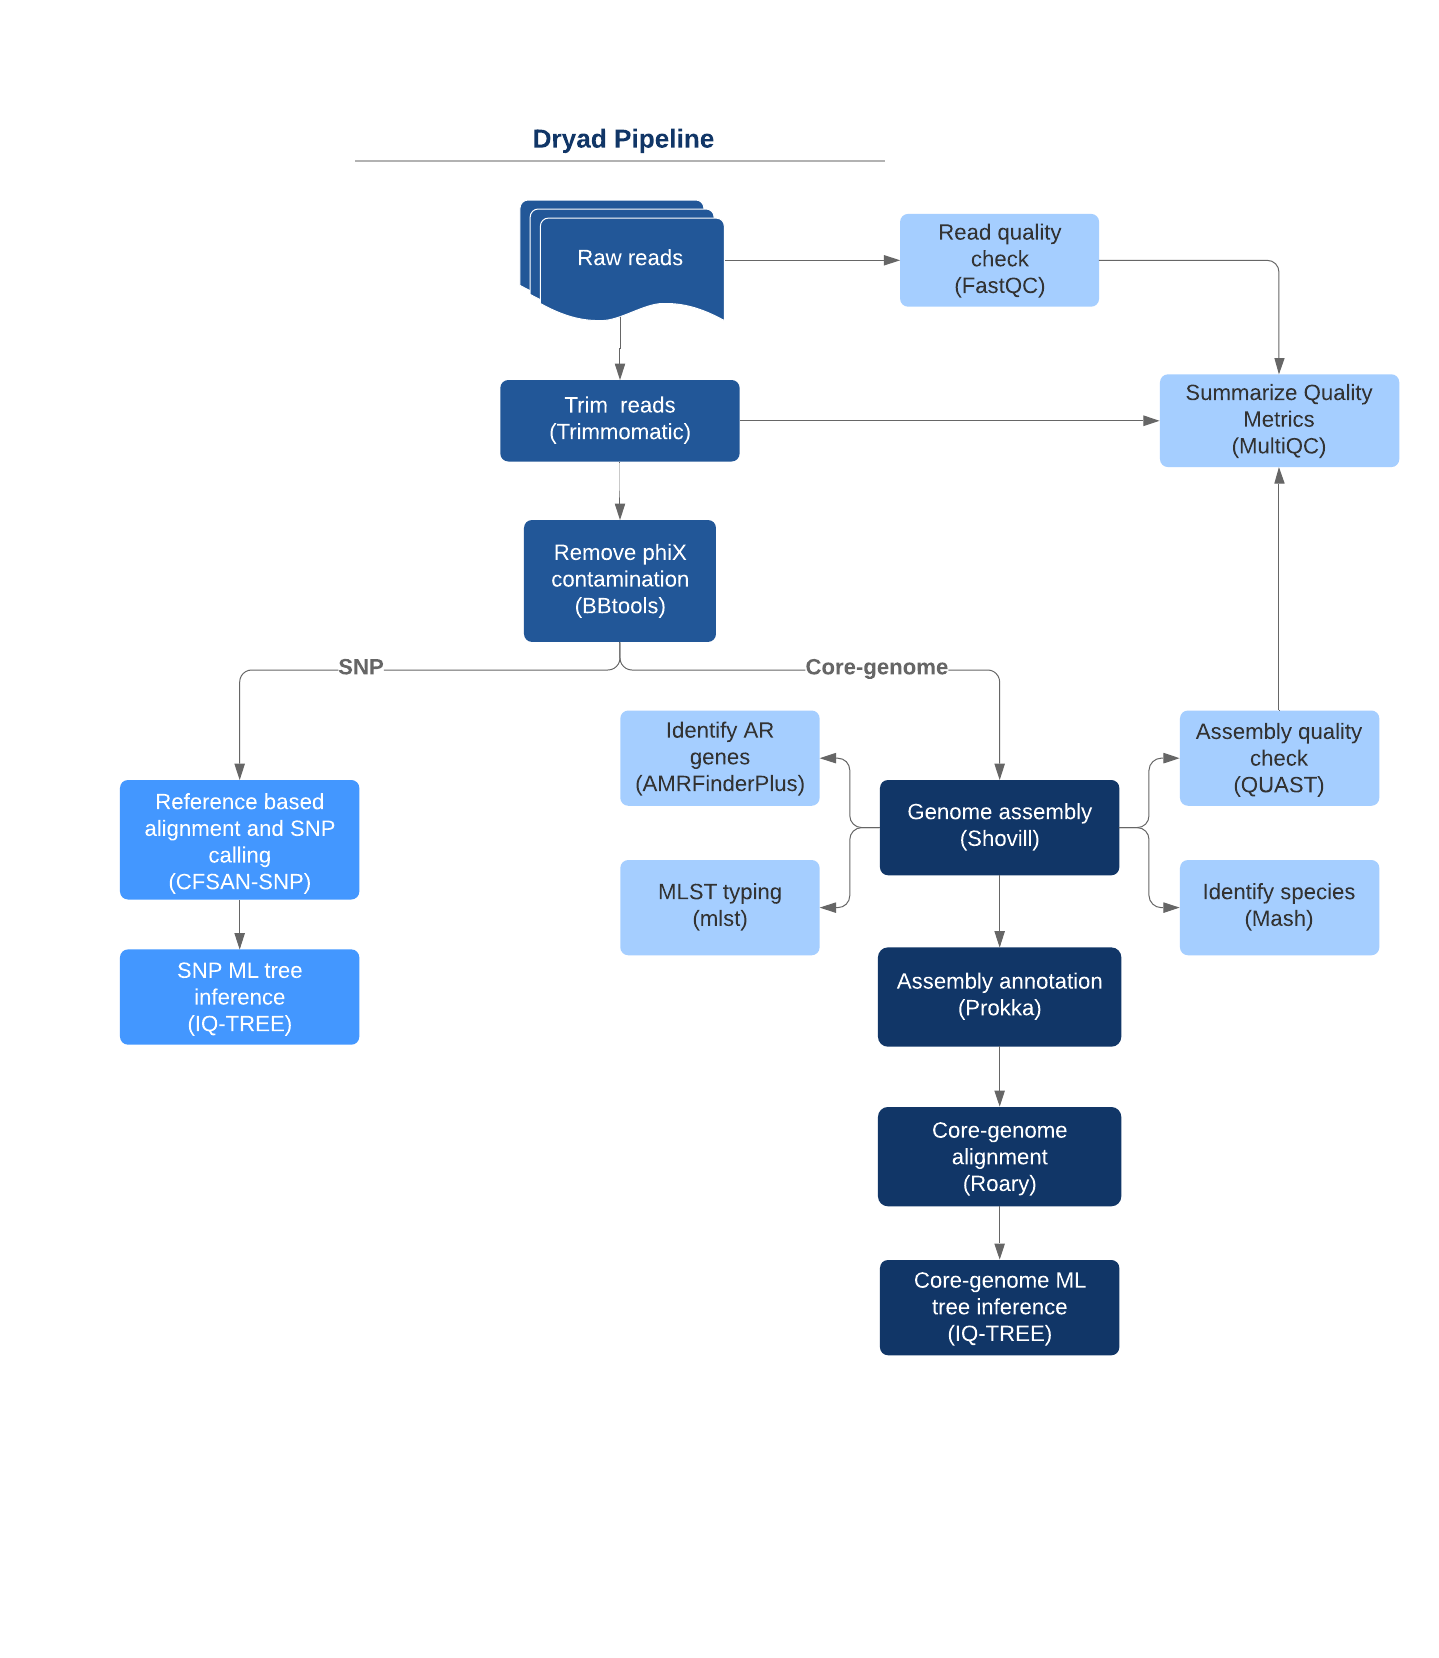 Dryad Pipeline
Raw reads
Read quality
check
(FastQC)
Trim  reads
(Trimmomatic)
Summarize Quality
Metrics
(MultiQC)
Remove phiX
contamination
(BBtools)
SNP
Core-genome
Identify AR
genes
(AMRFinderPlus)
Assembly quality
check
(QUAST)
Reference based
alignment and SNP
calling
(CFSAN-SNP)
Genome assembly
(Shovill)
MLST typing
(mlst)
Identify species
(Mash)
SNP ML tree
inference
(IQ-TREE)
Assembly annotation
(Prokka)
Core-genome
alignment
(Roary)
Core-genome ML
tree inference
(IQ-TREE)